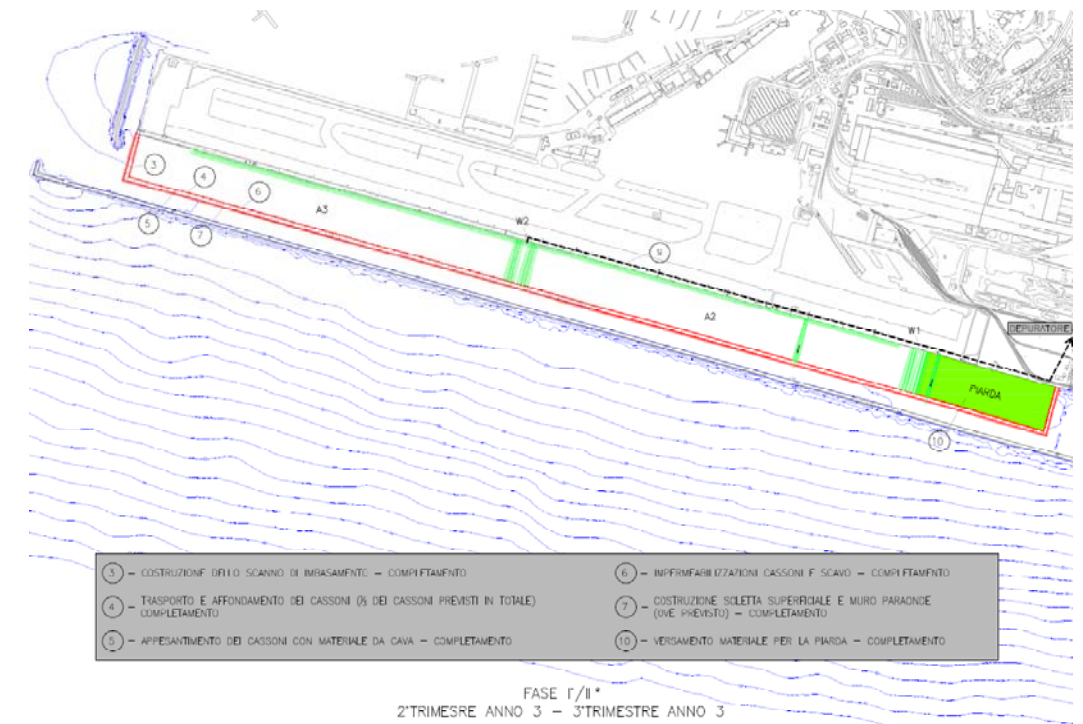 3
4
6
A3
5
7
W2
9
A2
W1
DEPURATORE
PIARDA
10
3 – COSTRUZIONE DELLO SCANNO DI IMBASAMENTO – COMPLETAMENTO
4 – TRASPORTO E AFFONDAMENTO DEI CASSONI (⅓ DEI CASSONI PREVISTI IN TOTALE)
COMPLETAMENTO
5 – APPESANTIMENTO DEI CASSONI CON MATERIALE DA CAVA – COMPLETAMENTO
6 – IMPERMEABILIZZAZIONI CASSONI E SCAVO – COMPLETAMENTO
7 – COSTRUZIONE SOLETTA SUPERFICIALE E MURO PARAONDE
(OVE PREVISTO) – COMPLETAMENTO
10 – VERSAMENTO MATERIALE PER LA PIARDA – COMPLETAMENTO
FASE I°/II°
2°TRIMESRE ANNO 3 – 3°TRIMESTRE ANNO 3